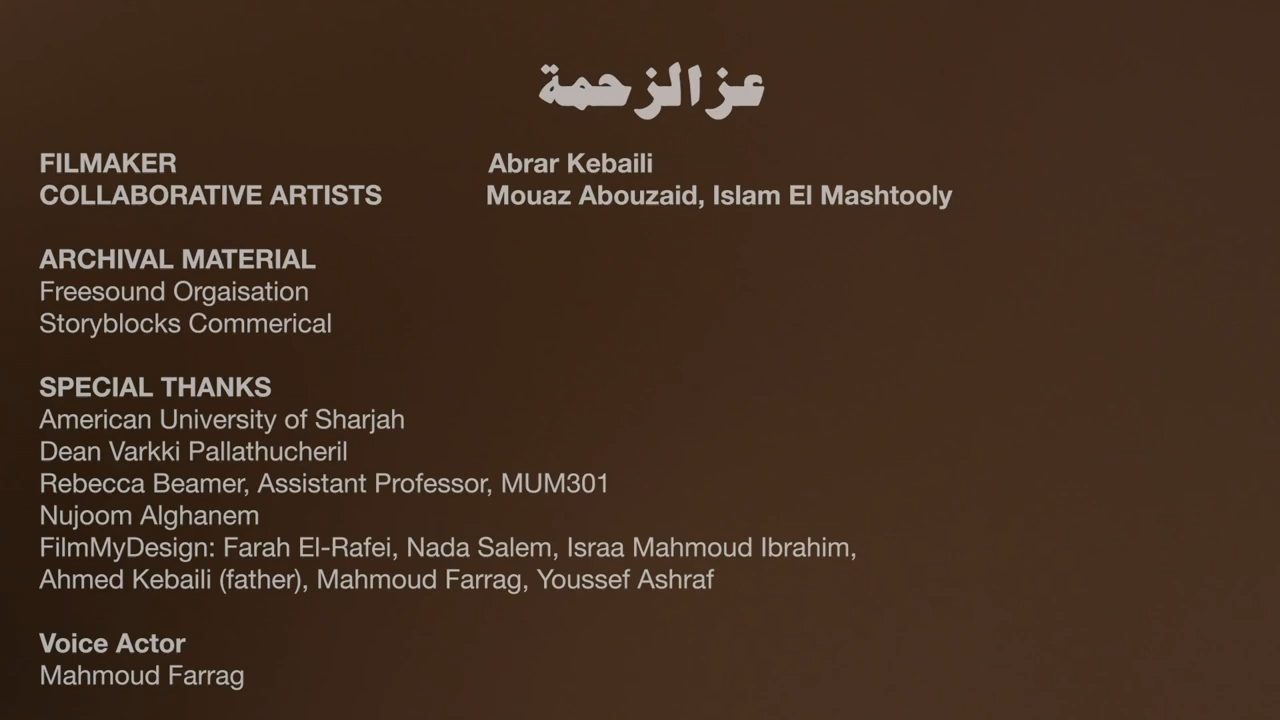 عز الزحمة
FILMAKER Abrar Kebaili
COLLABORATIVE ARTISTS Mouaz Abouzaid, Islam El Mashtooly
ARCHIVAL MATERIAL
Freesound Orgaisation
Storyblocks Commerical
SPECIAL THANKS
American University of Sharjah
Dean Varkki Pallathucheril
Rebecca Beamer, Assistant Professor, MUM301
Nujoom Alghanem
FilmMyDesign: Farah El-Rafei, Nada Salem, Israa Mahmoud Ibrahim,
Ahmed Kebaili (father), Mahmoud Farrag, Youssef Ashraf
Voice Actor
Mahmoud Farrag